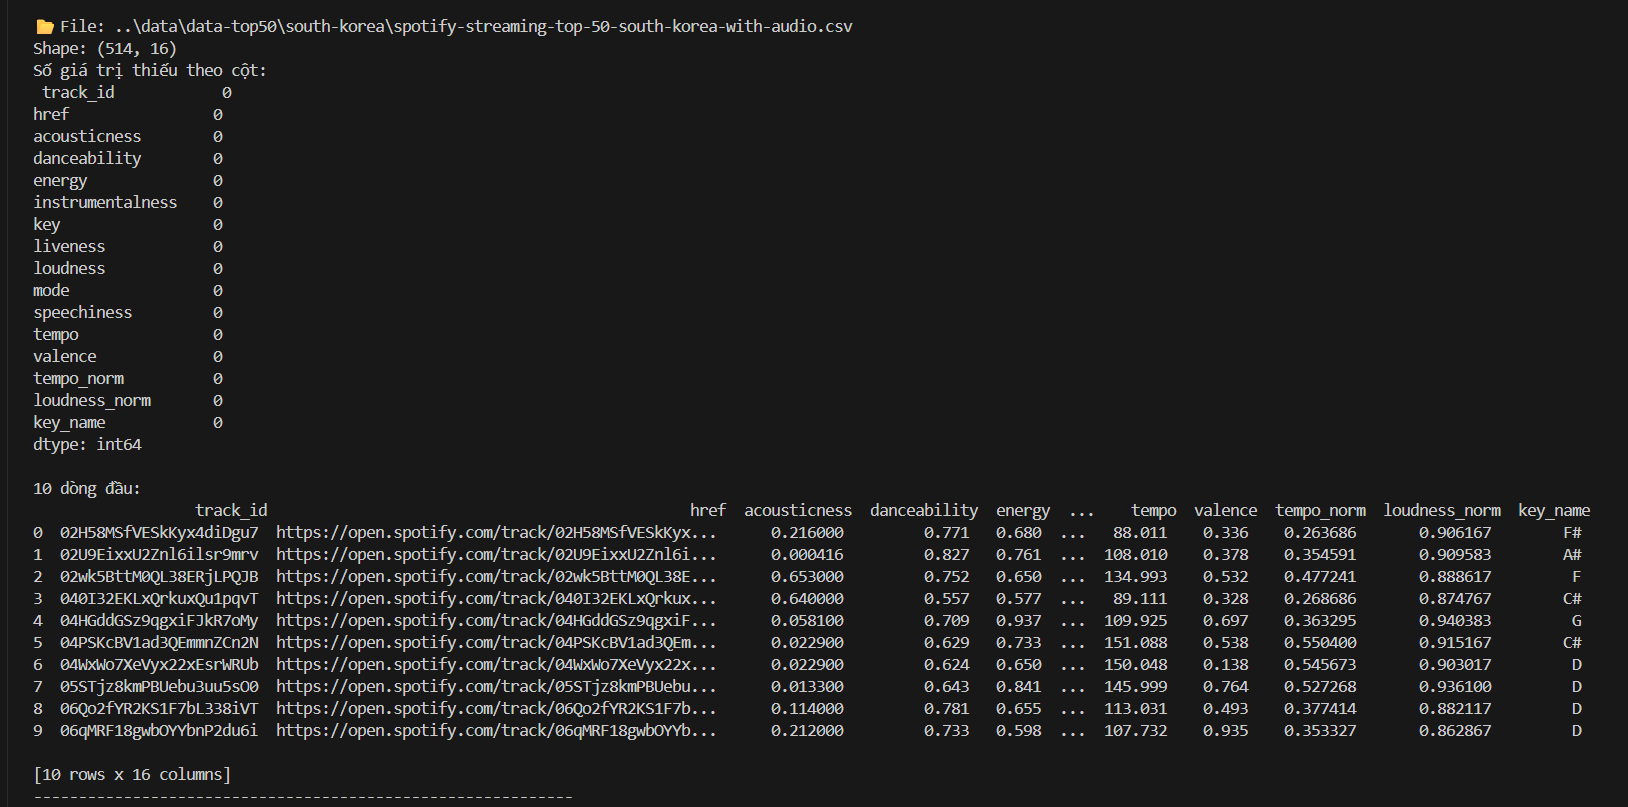 File: ..\data\data-top50\south-korea\spotify-streaming-top-50-south-korea-with-audio.csv
Shape: (514, 16)
Số giá trị thiếu theo cột:
track_id 0
href 0
acousticness 0
danceability 0
energy 0
instrumentalness 0
key 0
liveness 0
loudness 0
mode 0
speechiness 0
tempo 0
valence 0
tempo_norm 0
loudness_norm 0
key_name 0
dtype: int64
10 dòng đầu:
track_id href acousticness danceability energy ... tempo valence tempo_norm loudness_norm key_name
0 02H58MSfVESkKyx4diDgu7 https://open.spotify.com/track/02H58MSfVESkKyx... 0.216000 0.771 0.680 ... 88.011 0.336 0.263686 0.906167 F#
1 02U9EixxU2Znl6ilsr9mrv https://open.spotify.com/track/02U9EixxU2Znl6i... 0.000416 0.827 0.761 ... 108.010 0.378 0.354591 0.909583 A#
2 02wk5BttM0QL38ERjLPQJB https://open.spotify.com/track/02wk5BttM0QL38E... 0.653000 0.752 0.650 ... 134.993 0.532 0.477241 0.888617 F
3 040I32EKLxQrkuxQu1pqvT https://open.spotify.com/track/040I32EKLxQrkux... 0.640000 0.557 0.577 ... 89.111 0.328 0.268686 0.874767 C#
4 04HGddGSz9qgxiFJkR7oMy https://open.spotify.com/track/04HGddGSz9qgxiF... 0.058100 0.709 0.937 ... 109.925 0.697 0.363295 0.940383 G
5 04PSKcBV1ad3QEmmnZCn2N https://open.spotify.com/track/04PSKcBV1ad3QEm... 0.022900 0.629 0.733 ... 151.088 0.538 0.550400 0.915167 C#
6 04WxWo7XeVyx22xEsrWRUb https://open.spotify.com/track/04WxWo7XeVyx22x... 0.022900 0.624 0.650 ... 150.048 0.138 0.545673 0.903017 D
7 05STjz8kmPBUebu3uu5sO0 https://open.spotify.com/track/05STjz8kmPBUebu... 0.013300 0.643 0.841 ... 145.999 0.764 0.527268 0.936100 D
8 06Qo2fYR2KS1F7bL338iVT https://open.spotify.com/track/06Qo2fYR2KS1F7b... 0.114000 0.781 0.655 ... 113.031 0.493 0.377414 0.882117 D
9 06qMRF18gwbOYYbnP2du6i https://open.spotify.com/track/06qMRF18gwbOYYb... 0.212000 0.733 0.598 ... 107.732 0.935 0.353327 0.862867 D
[10 rows x 16 columns]
------------------------------------------------------------